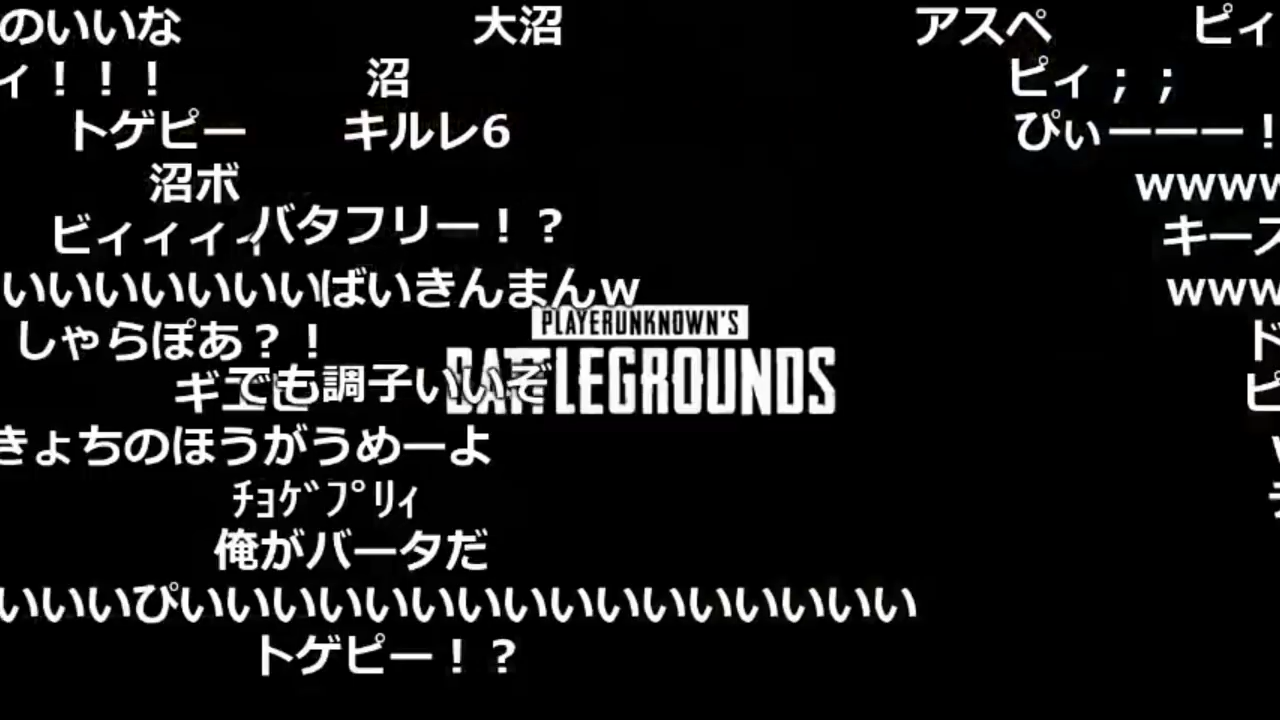 のいいな
大沼
アスペ
ピィ
ィ！！！
沼
ピィ；；
トゲピー
キルレ6
ぴぃーーー！
沼ボ
wwww
ビィィィィ
バタフリー！？
キース
いいいいいいいばいきんまんw
www
PLAYERUNKNOWN'S
しゃらぽあ？！
BATTLEGROUNDS
でも調子いいぞ
きょちのほうがうめーよ
ﾁｮｹﾞﾌﾟﾘｨ
俺がバータだ
いいいぴいいいいいいいいいいいいいいいい
トゲピー！？